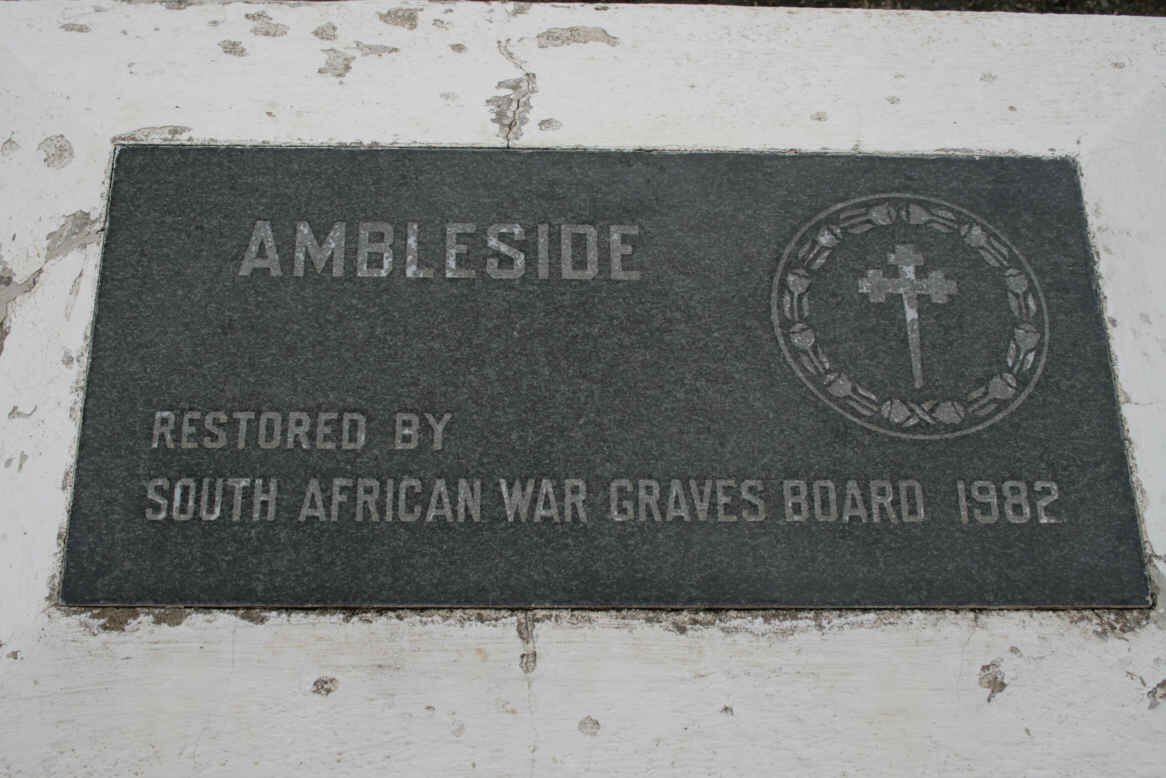 AMBLESIDE
RESTORED BY
SOUTH AFRICAN WAR GRAVES BOARD 1982